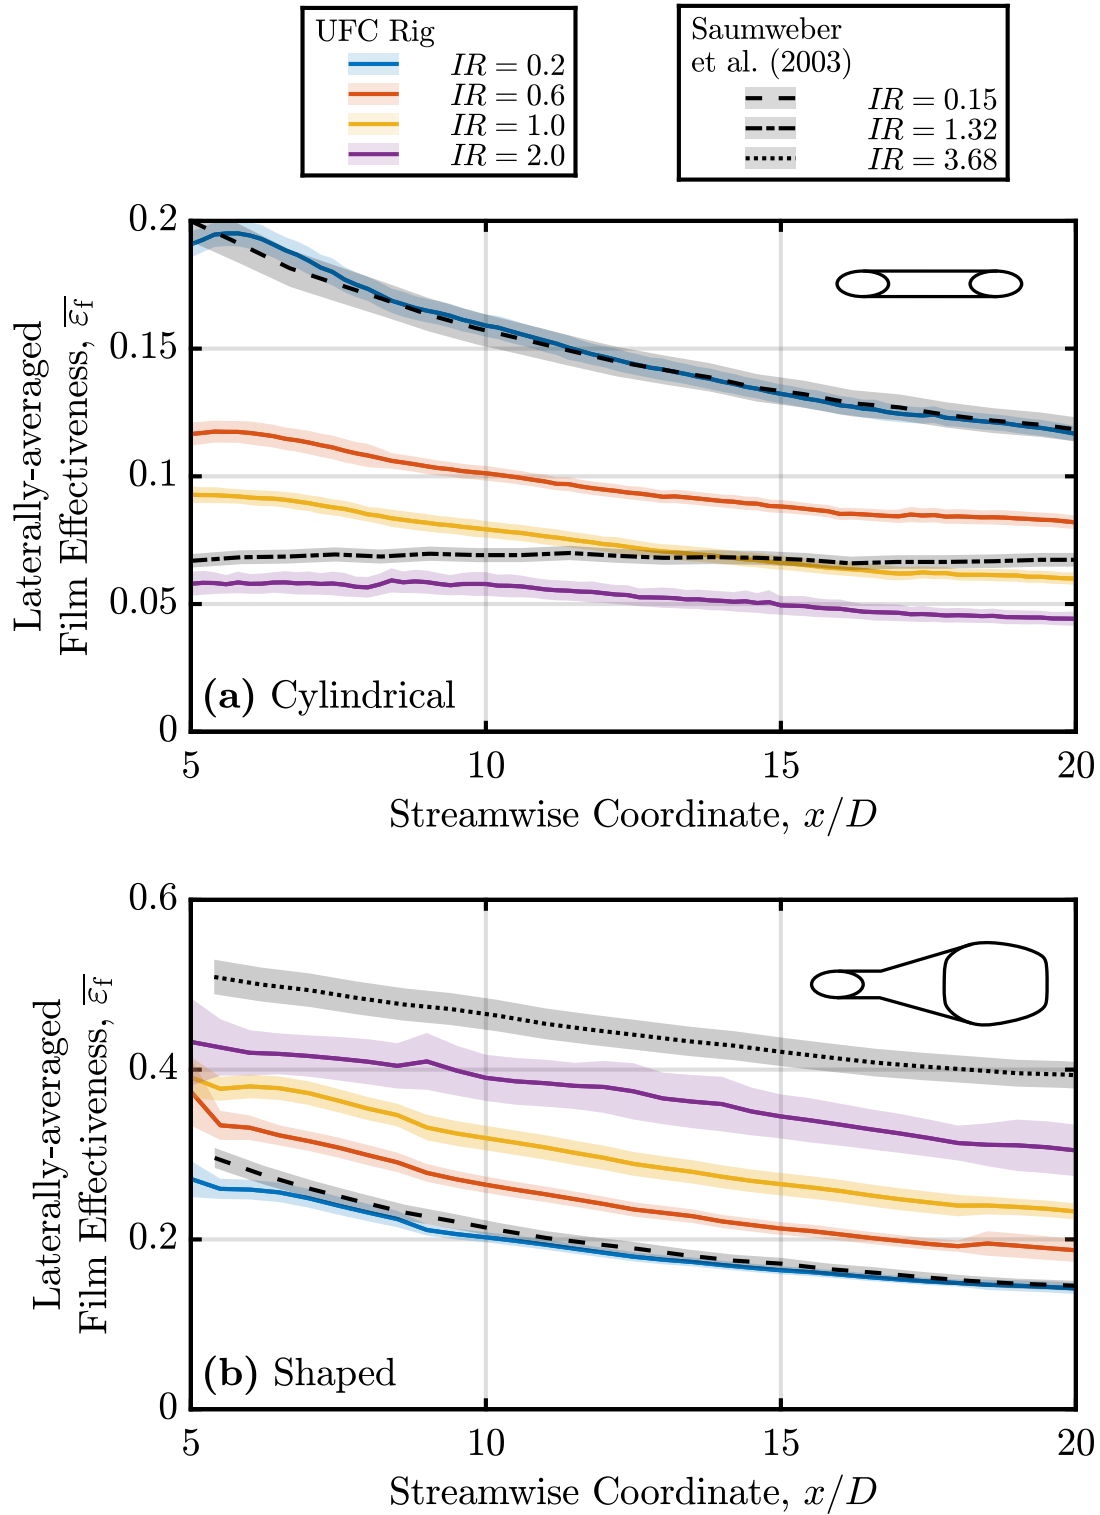 UFC Rig
IR = 0.2
IR = 0.6
IR = 1.0
IR = 2.0
Saumweber
et al. (2003)
IR = 0.15
IR = 1.32
IR = 3.68
Laterally-averaged
Film Effectiveness, ε̅_f
0.2
0.15
0.1
0.05
0
(a) Cylindrical
5 10 15 20
Streamwise Coordinate, x/D
Laterally-averaged
Film Effectiveness, ε̅_f
0.6
0.4
0.2
0
(b) Shaped
5 10 15 20
Streamwise Coordinate, x/D